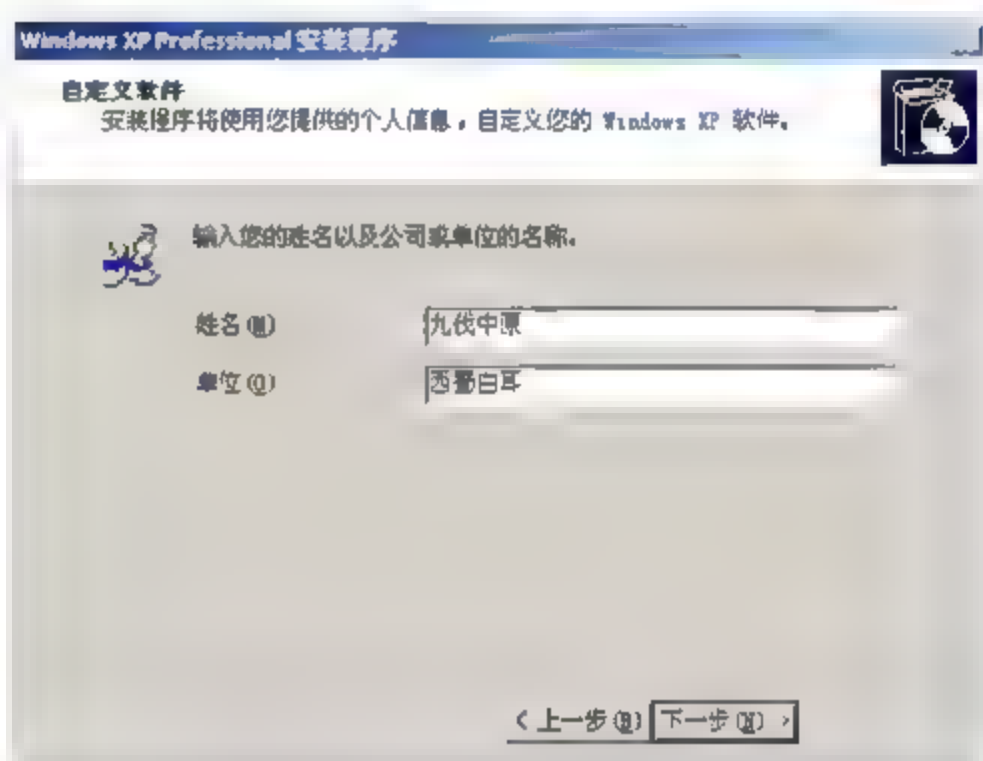 Windows XP Professional 安装程序
自定义软件
安装程序将使用您提供的个人信息，自定义您的 Windows XP 软件。
输入您的姓名以及公司或单位的名称。
姓名(M) 九伐中原
单位(O) 西蜀白耳
< 上一步(B) 下一步(N) >